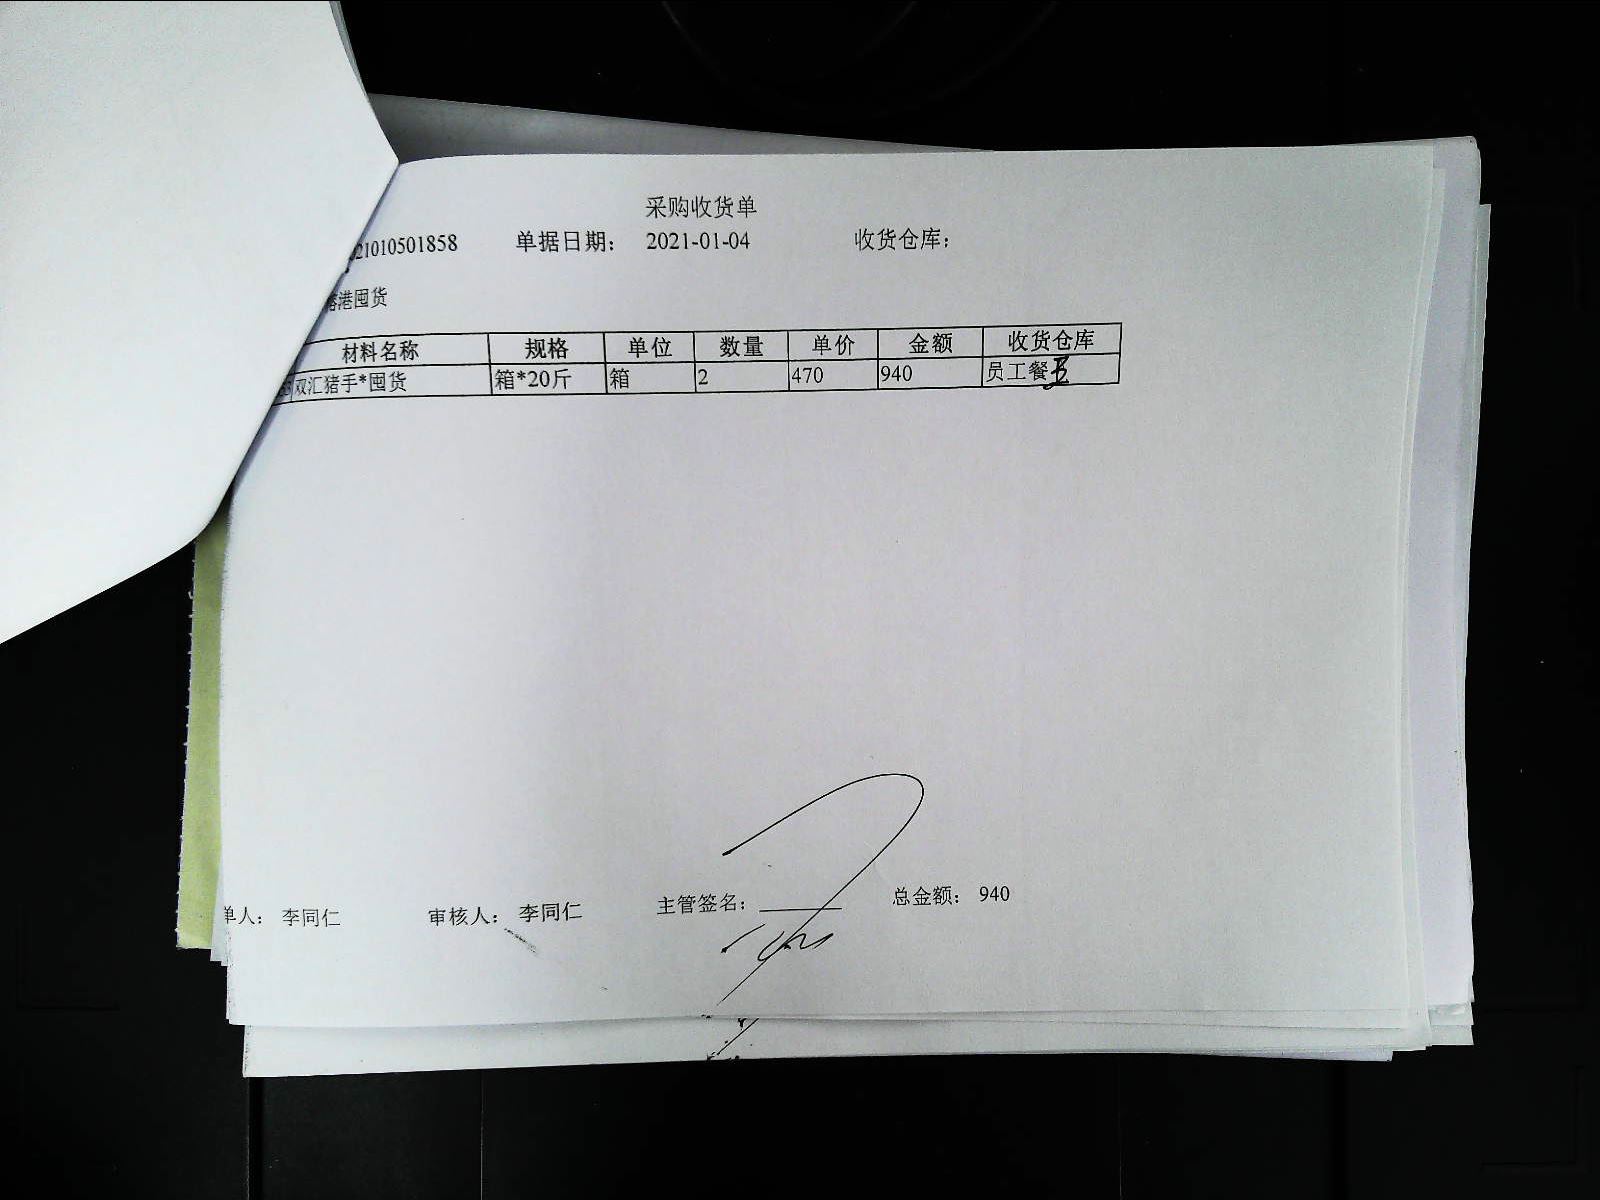 采购收货单
21010501858 单据日期： 2021-01-04 收货仓库：
港囤货
材料名称 规格 单位 数量 单价 金额 收货仓库
双汇猪手*囤货 箱*20斤 箱 2 470 940 员工餐
单人： 李同仁 审核人： 李同仁 主管签名： 总金额： 940